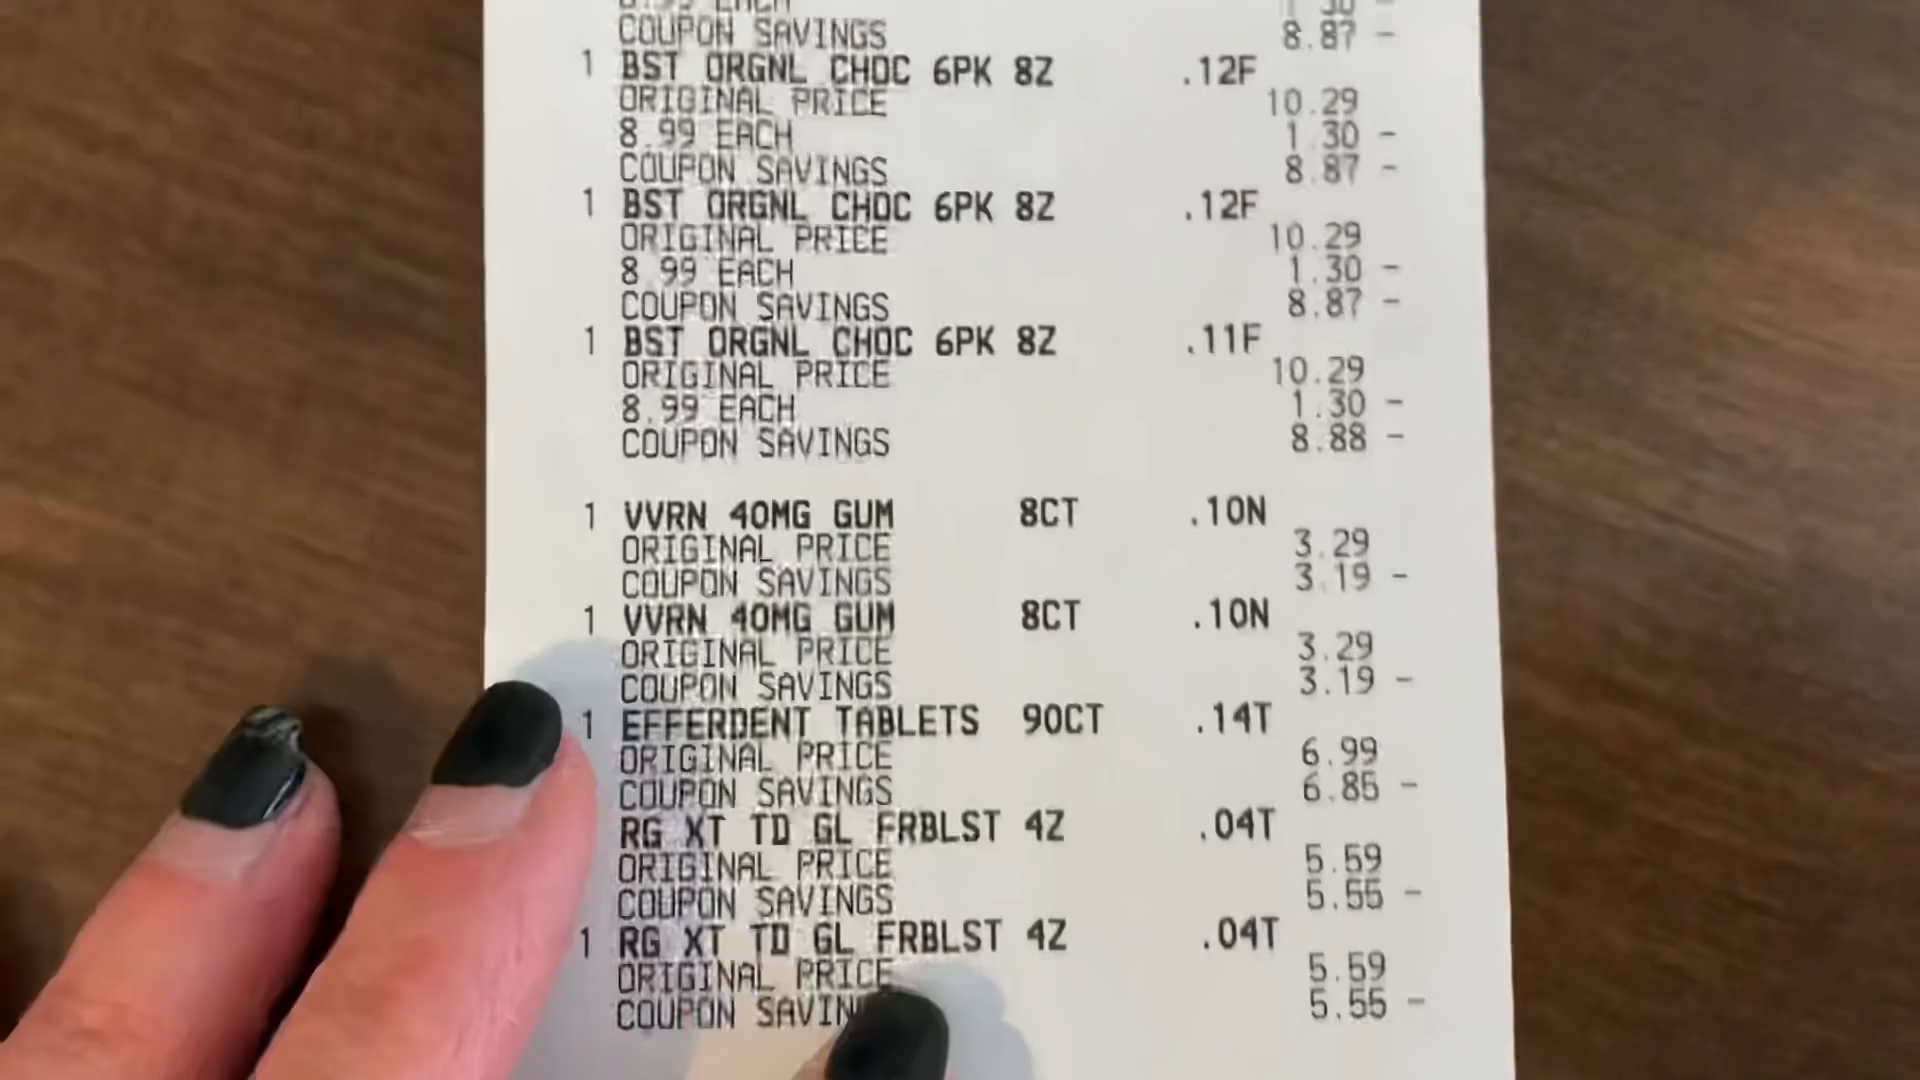 8.99 EACH 1.30 -
COUPON SAVINGS 8.87 -
1 BST ORGNL CHOC 6PK 8Z .12F
ORIGINAL PRICE 10.29
8.99 EACH 1.30 -
COUPON SAVINGS 8.87 -
1 BST ORGNL CHOC 6PK 8Z .12F
ORIGINAL PRICE 10.29
8.99 EACH 1.30 -
COUPON SAVINGS 8.87 -
1 BST ORGNL CHOC 6PK 8Z .11F
ORIGINAL PRICE 10.29
8.99 EACH 1.30 -
COUPON SAVINGS 8.88 -
1 VVRN 40MG GUM 8CT .10N
ORIGINAL PRICE 3.29
COUPON SAVINGS 3.19 -
1 VVRN 40MG GUM 8CT .10N
ORIGINAL PRICE 3.29
COUPON SAVINGS 3.19 -
1 EFFERDENT TABLETS 90CT .14T
ORIGINAL PRICE 6.99
COUPON SAVINGS 6.85 -
RG XT TD GL FRBLST 4Z .04T
ORIGINAL PRICE 5.59
COUPON SAVINGS 5.55 -
1 RG XT TD GL FRBLST 4Z .04T
ORIGINAL PRICE 5.59
COUPON SAVIN 5.55 -